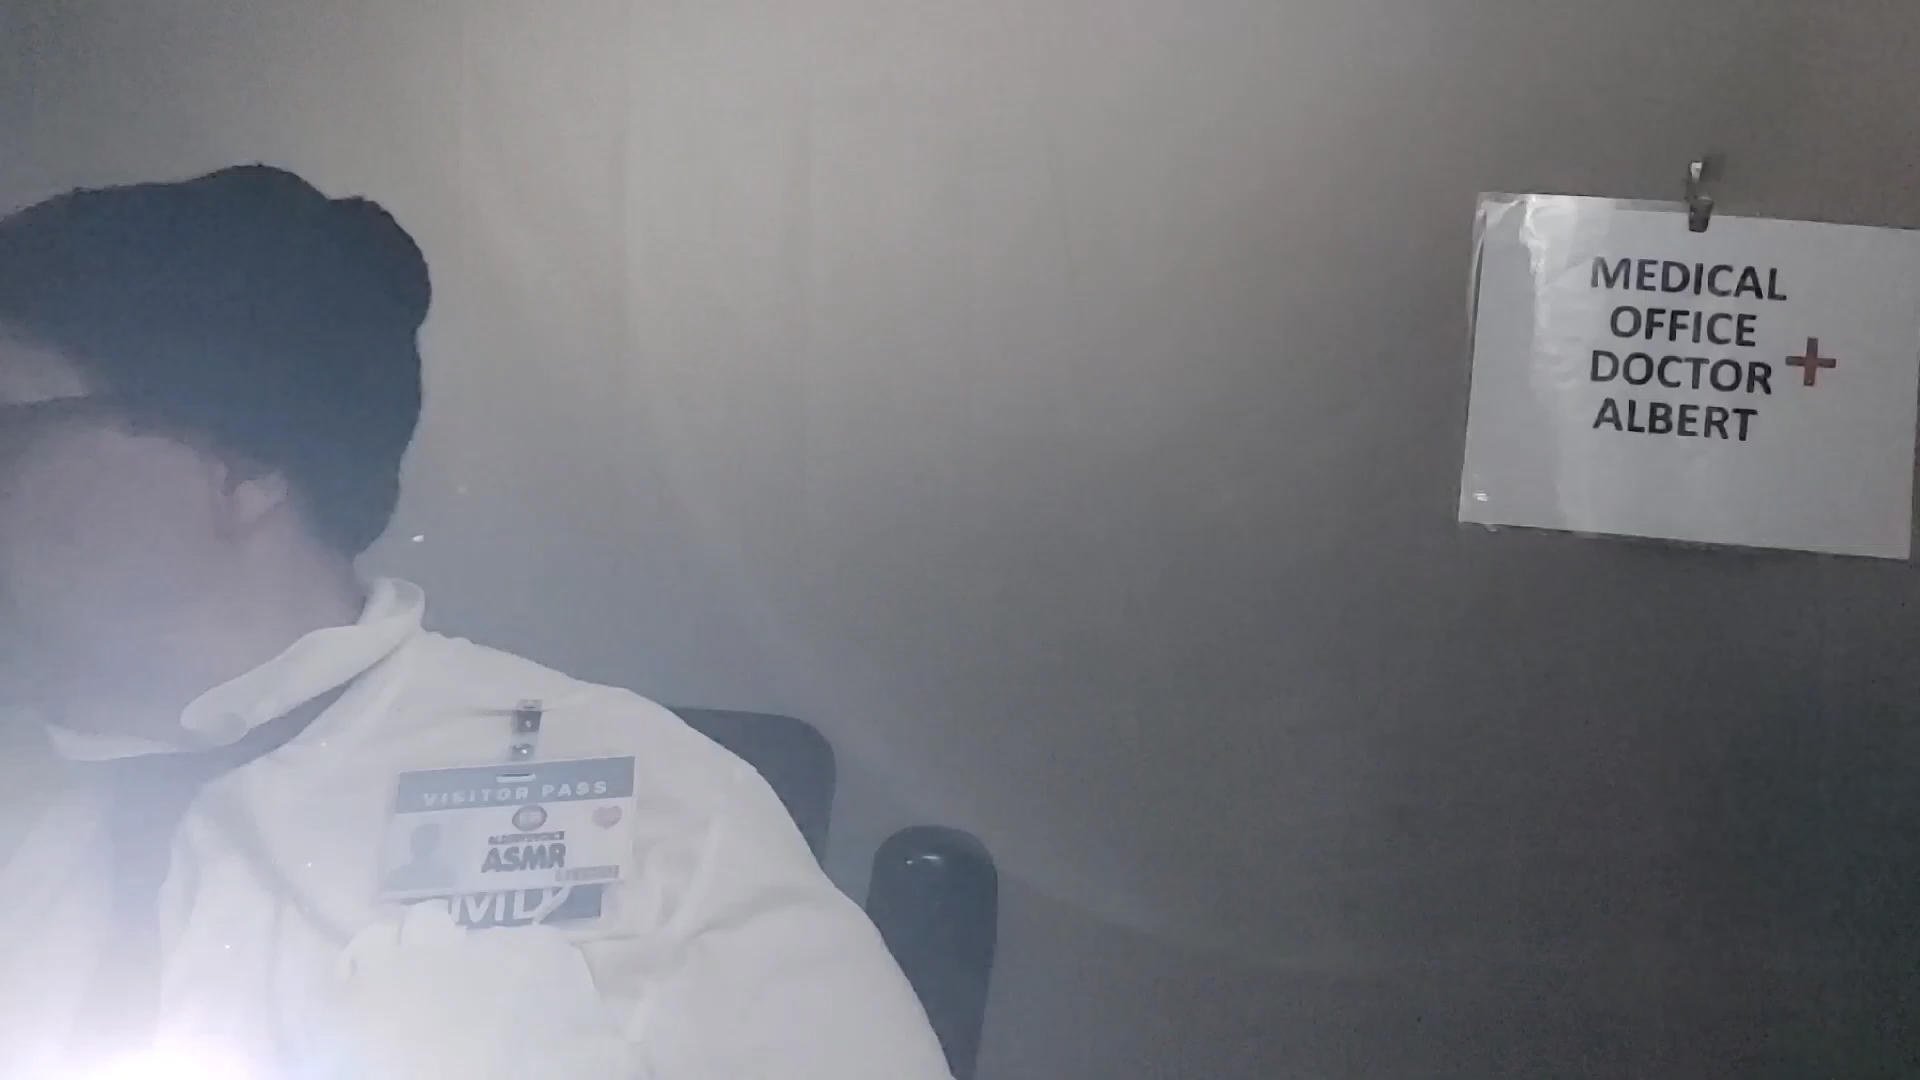 MEDICAL
OFFICE
DOCTOR
ALBERT
VISITOR PASS
ASMR
MD